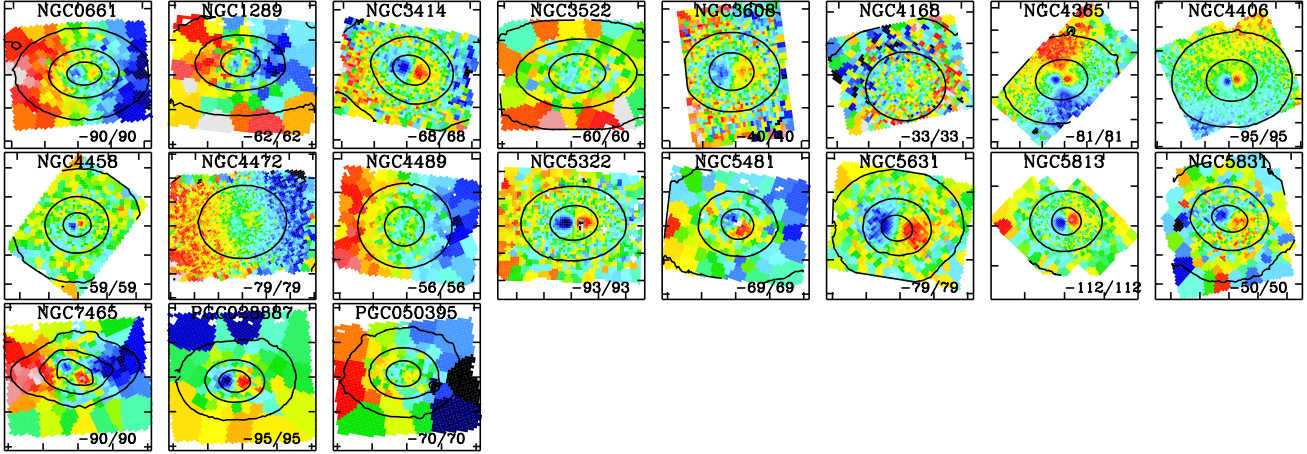 NGC0661
-90/90
NGC1289
-62/62
NGC3414
-68/68
NGC3522
-60/60
NGC3608
-40/40
NGC4168
-33/33
NGC4365
-81/81
NGC4406
-95/95
NGC4458
-59/59
NGC4472
-79/79
NGC4489
-56/56
NGC5322
-93/93
NGC5481
-69/69
NGC5631
-79/79
NGC5813
-112/112
NGC5831
-50/50
NGC7465
-90/90
PGC028887
-95/95
PGC050395
-70/70